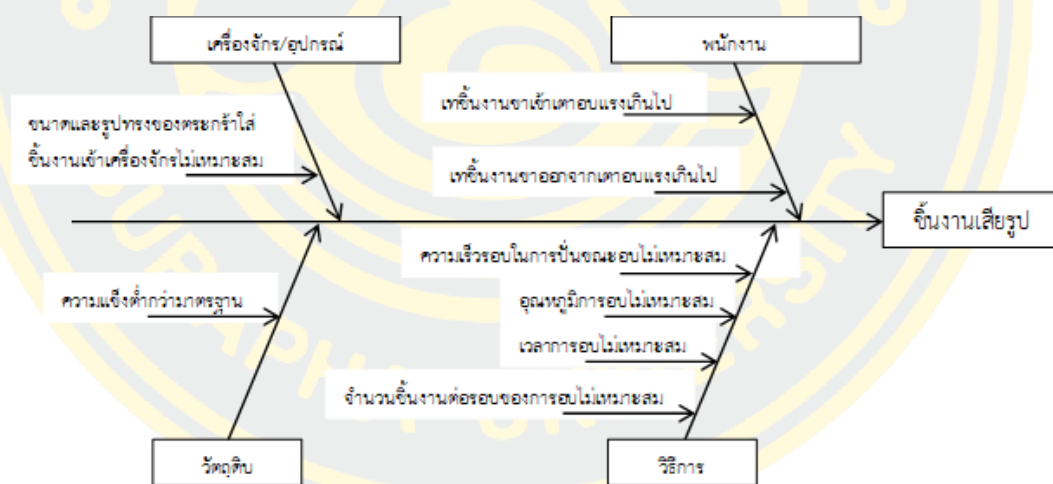 เครื่องจักร/อุปกรณ์
พนักงาน
เทชิ้นงานขาเข้าเตาอบแรงเกินไป
ขนาดและรูปทรงของตระกร้าใส่
ชิ้นงานเข้าเครื่องจักรไม่เหมาะสม
เทชิ้นงานขาออกจากเตาอบแรงเกินไป
ชิ้นงานเสียรูป
ความเร็วรอบในการปั่นขณะอบไม่เหมาะสม
ความแข็งต่ำกว่ามาตรฐาน
อุณหภูมิการอบไม่เหมาะสม
เวลาการอบไม่เหมาะสม
จำนวนชิ้นงานต่อรอบของการอบไม่เหมาะสม
วัตถุดิบ
วิธีการ
BURAPHA UNIVERSITY